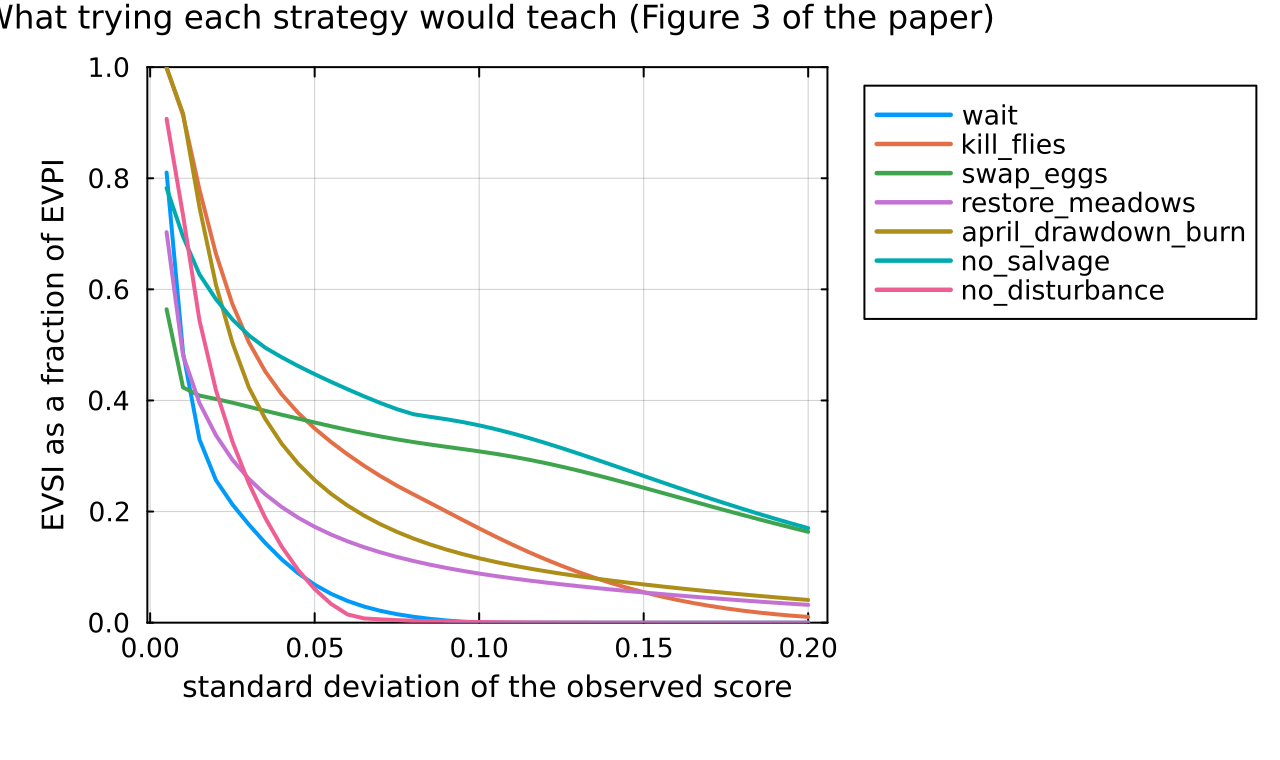 What trying each strategy would teach (Figure 3 of the paper)
EVSI as a fraction of EVPI
1.0
0.8
0.6
0.4
0.2
0.0
0.00 0.05 0.10 0.15 0.20
standard deviation of the observed score
wait
kill_flies
swap_eggs
restore_meadows
april_drawdown_burn
no_salvage
no_disturbance